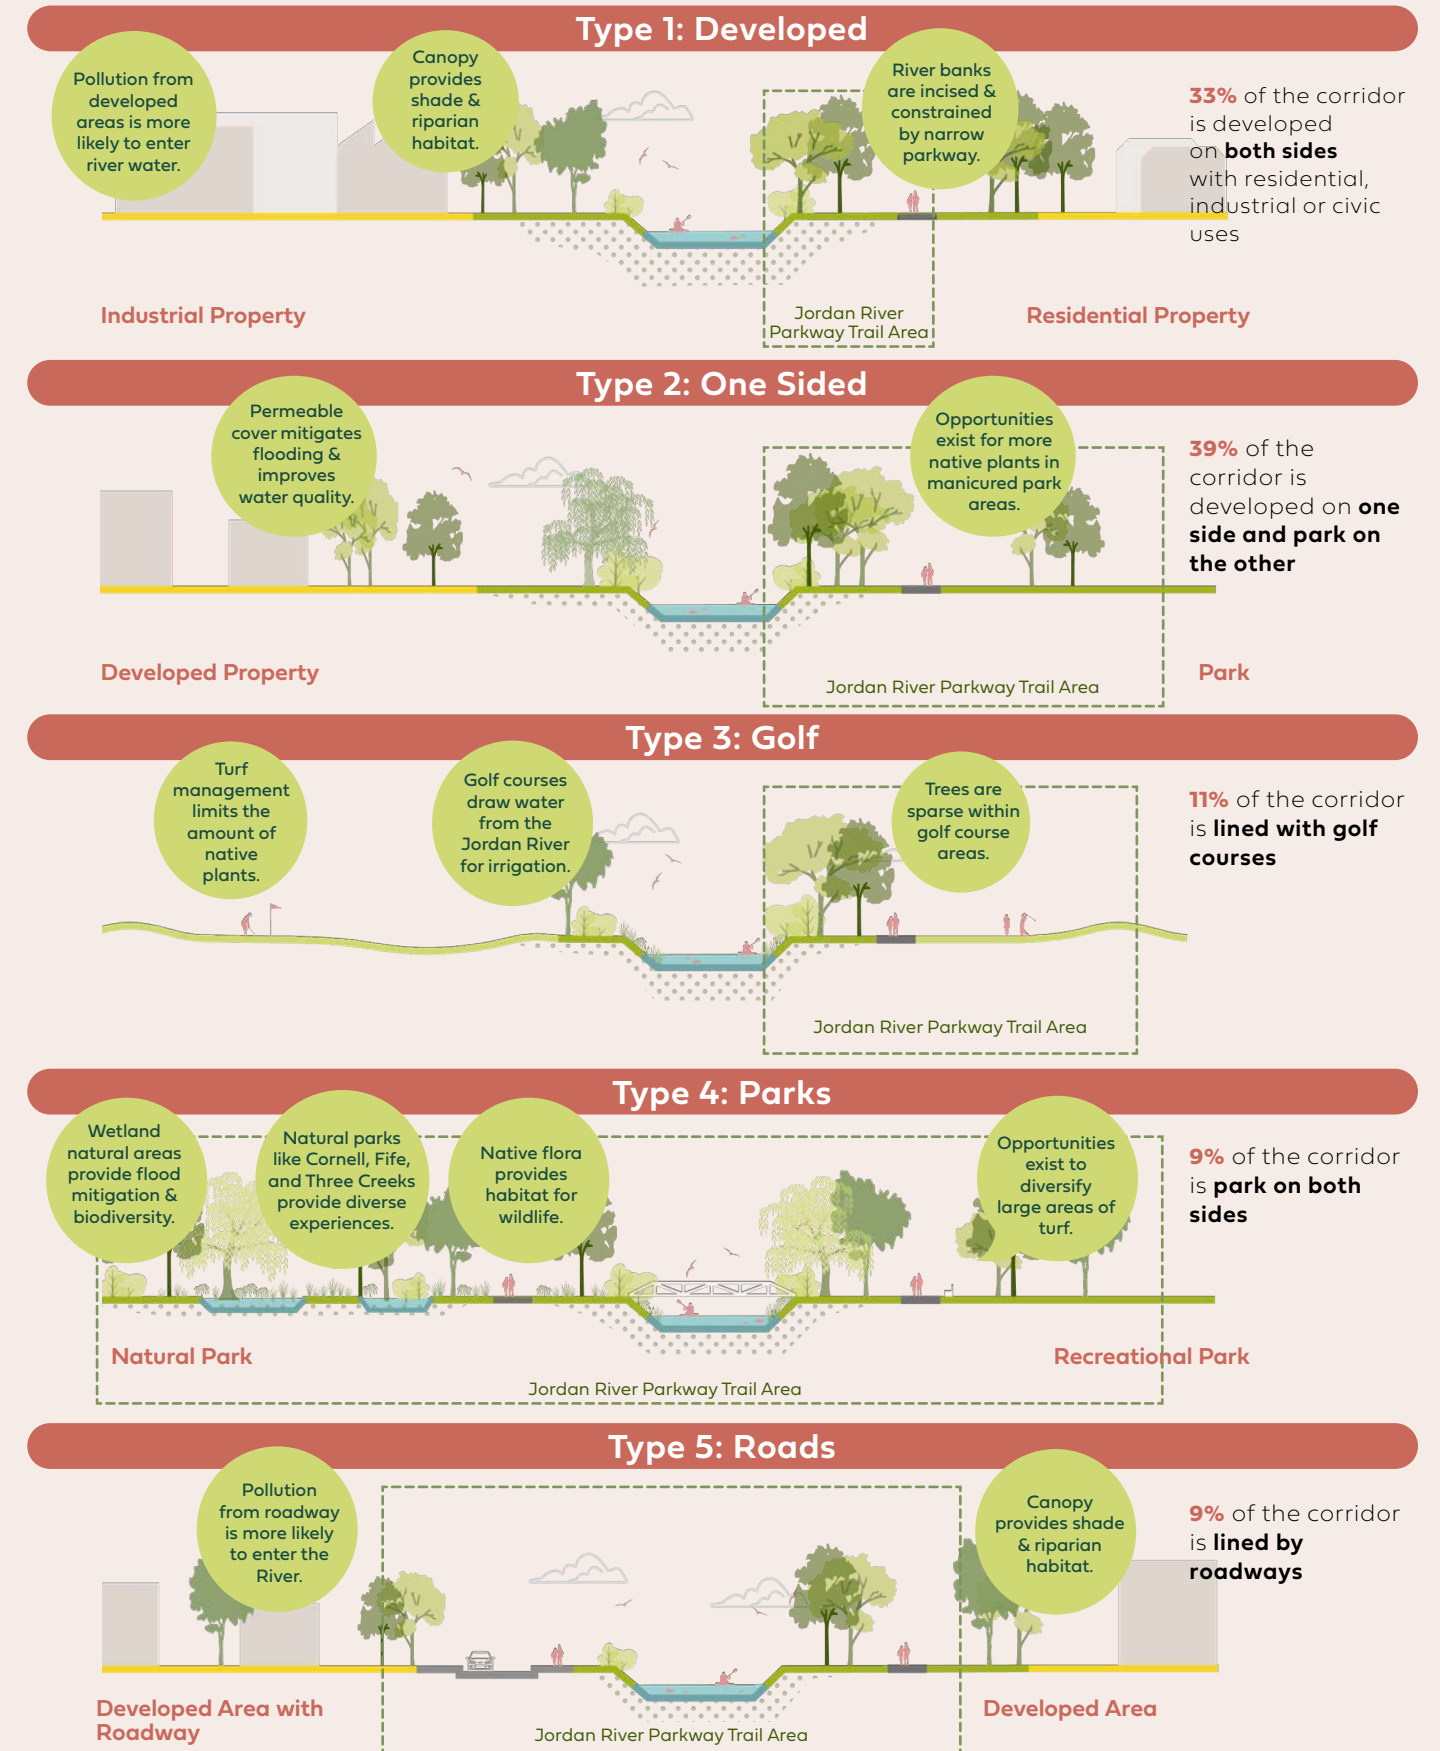 Type 1: Developed
Pollution from
developed
areas is more
likely to enter
river water.
Canopy
provides
shade &
riparian
habitat.
River banks
are incised &
constrained
by narrow
parkway.
33% of the corridor
is developed
on both sides
with residential,
industrial or civic
uses
Industrial Property
Jordan River
Parkway Trail Area
Residential Property
Type 2: One Sided
Permeable
cover mitigates
flooding &
improves
water quality.
Opportunities
exist for more
native plants in
manicured park
areas.
39% of the
corridor is
developed on one
side and park on
the other
Developed Property
Jordan River Parkway Trail Area
Park
Type 3: Golf
Turf
management
limits the
amount of
native
plants.
Golf courses
draw water
from the
Jordan River
for irrigation.
Trees are
sparse within
golf course
areas.
11% of the corridor
is lined with golf
courses
Jordan River Parkway Trail Area
Type 4: Parks
Wetland
natural areas
provide flood
mitigation &
biodiversity.
Natural parks
like Cornell, Fife,
and Three Creeks
provide diverse
experiences.
Native flora
provides
habitat for
wildlife.
Opportunities
exist to
diversify
large areas of
turf.
9% of the corridor
is park on both
sides
Natural Park
Recreational Park
Jordan River Parkway Trail Area
Type 5: Roads
Pollution
from roadway
is more likely
to enter the
River.
Canopy
provides shade
& riparian
habitat.
9% of the corridor
is lined by
roadways
Developed Area with
Roadway
Jordan River Parkway Trail Area
Developed Area